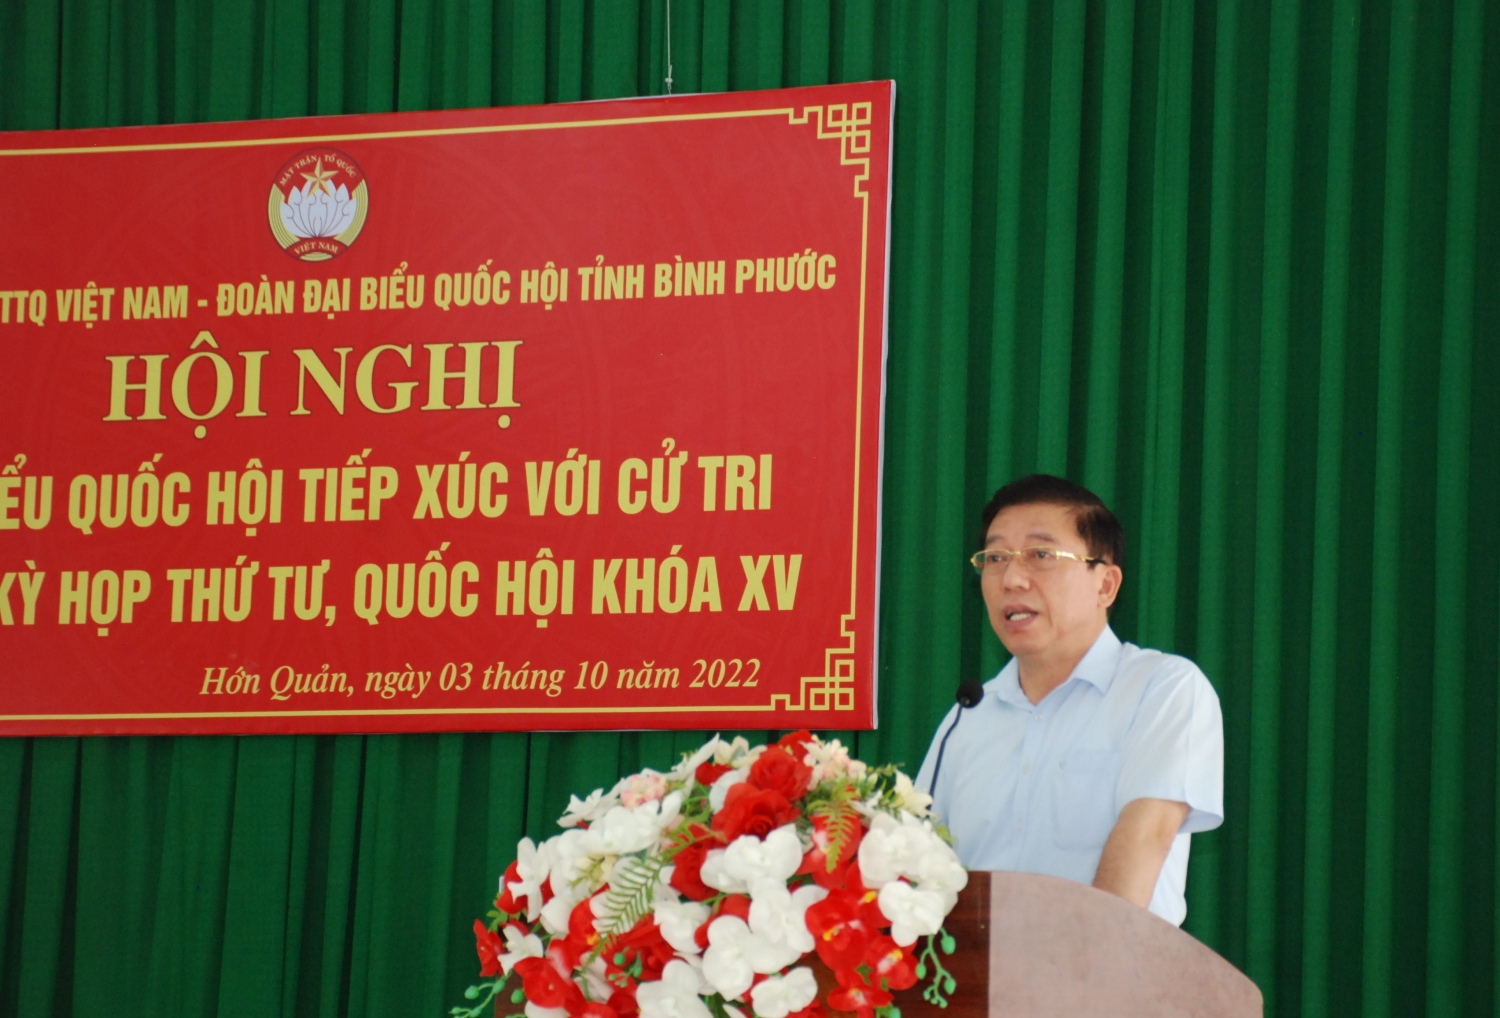 MẶT TRẬN TỔ QUỐC
VIỆT NAM
TTQ VIỆT NAM - ĐOÀN ĐẠI BIỂU QUỐC HỘI TỈNH BÌNH PHƯỚC
HỘI NGHỊ
ỂU QUỐC HỘI TIẾP XÚC VỚI CỬ TRI
KỲ HỌP THỨ TƯ, QUỐC HỘI KHÓA XV
Hớn Quản, ngày 03 tháng 10 năm 2022